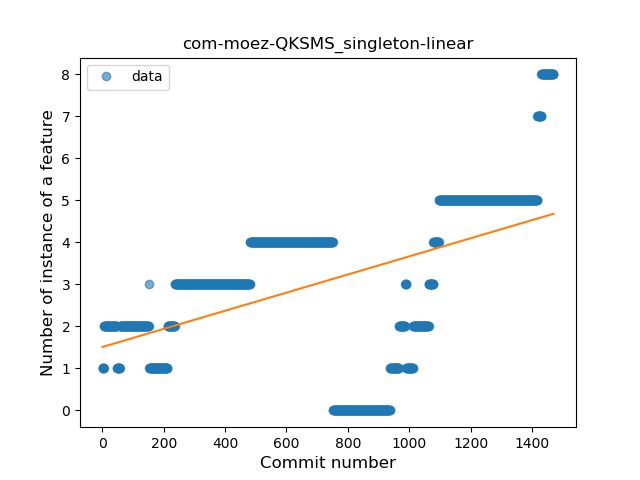 com-moez-QKSMS_singleton-linear
data
Number of instance of a feature
8
7
6
5
4
3
2
1
0
0 200 400 600 800 1000 1200 1400
Commit number